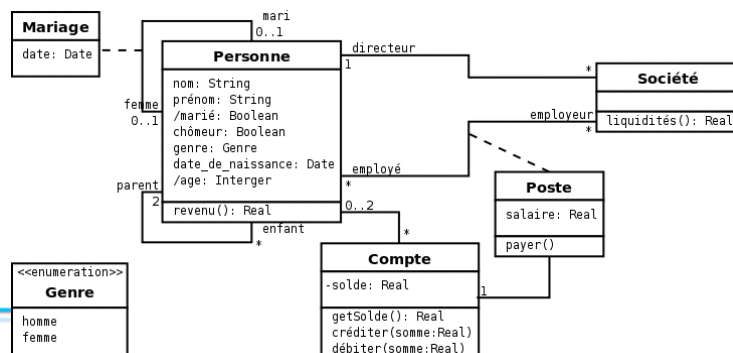 mari
Mariage
0..1
directeur
date: Date
Personne
1
*
Société
nom: String
prénom: String
femme
/marié: Boolean
0..1
chômeur: Boolean
employeur
liquidités(): Real
*
genre: Genre
date_de_naissance: Date
employé
parent
/age: Interger
*
Poste
2
revenu(): Real
0..2
salaire: Real
enfant
*
*
payer()
Compte
<<enumeration>>
-solde: Real
1
Genre
getSolde(): Real
homme
créditer(somme:Real)
femme
débiter(somme:Real)